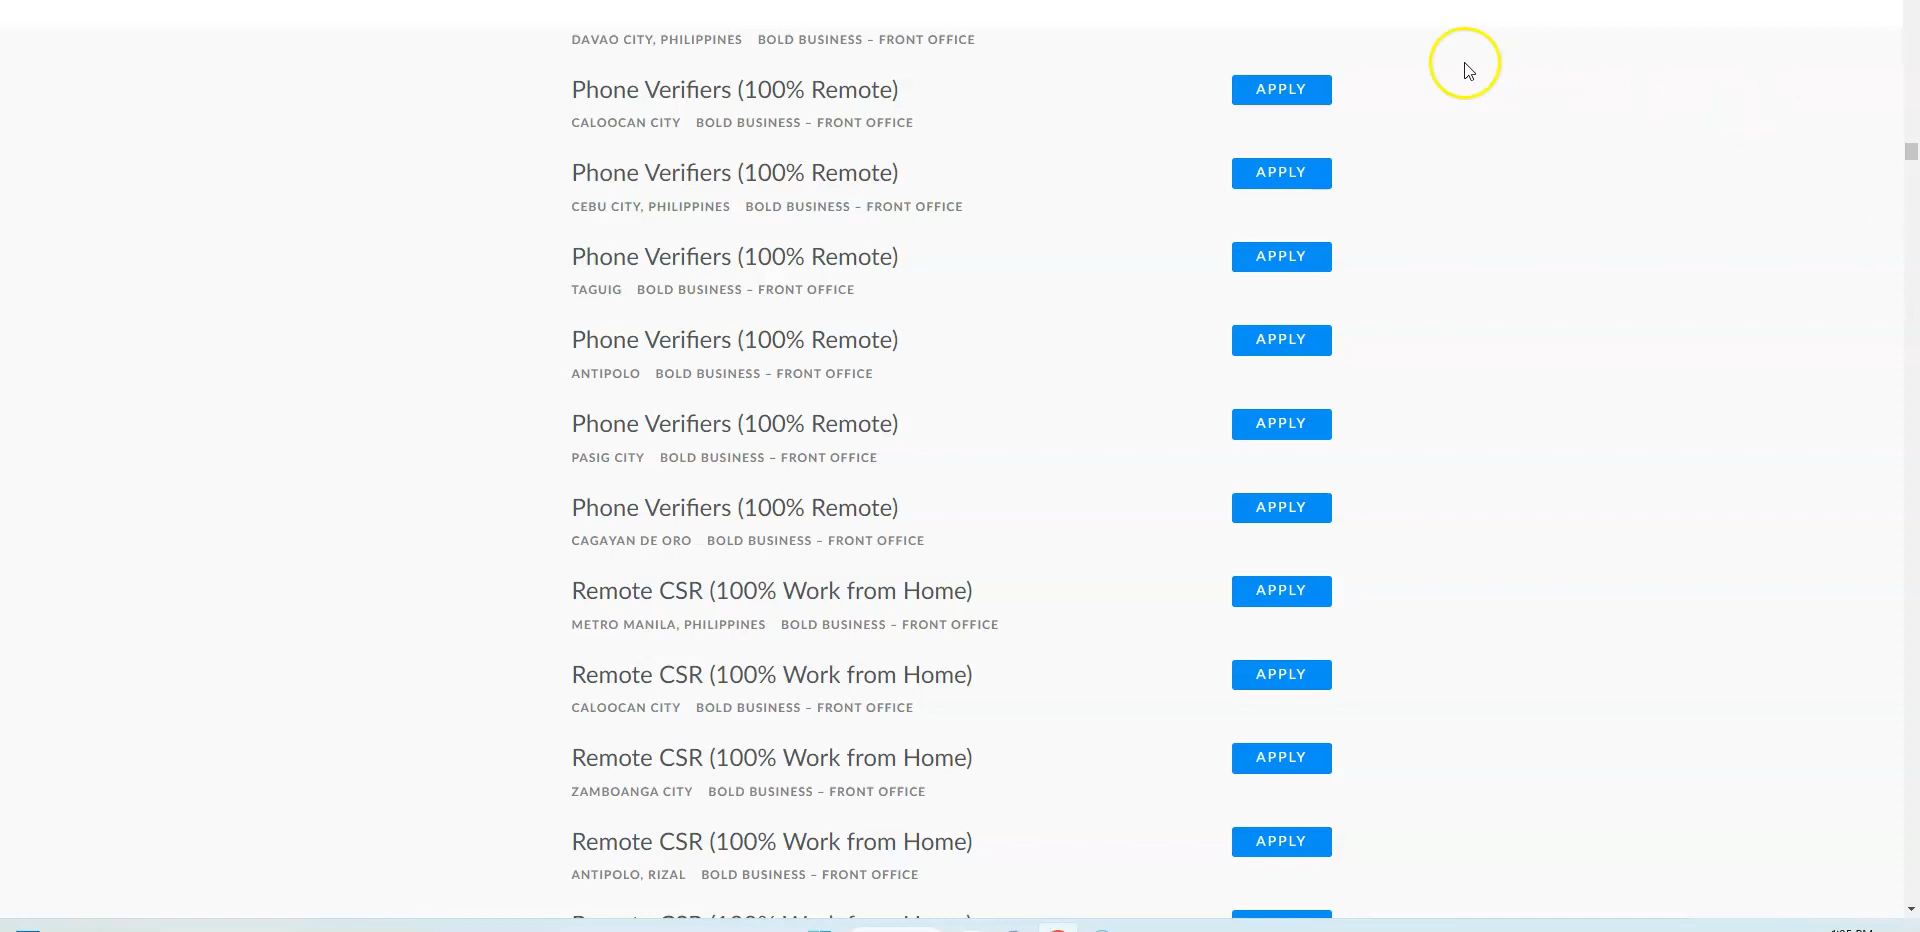 DAVAO CITY, PHILIPPINES BOLD BUSINESS – FRONT OFFICE
Phone Verifiers (100% Remote) APPLY
CALOOCAN CITY BOLD BUSINESS – FRONT OFFICE
Phone Verifiers (100% Remote) APPLY
CEBU CITY, PHILIPPINES BOLD BUSINESS – FRONT OFFICE
Phone Verifiers (100% Remote) APPLY
TAGUIG BOLD BUSINESS – FRONT OFFICE
Phone Verifiers (100% Remote) APPLY
ANTIPOLO BOLD BUSINESS – FRONT OFFICE
Phone Verifiers (100% Remote) APPLY
PASIG CITY BOLD BUSINESS – FRONT OFFICE
Phone Verifiers (100% Remote) APPLY
CAGAYAN DE ORO BOLD BUSINESS – FRONT OFFICE
Remote CSR (100% Work from Home) APPLY
METRO MANILA, PHILIPPINES BOLD BUSINESS – FRONT OFFICE
Remote CSR (100% Work from Home) APPLY
CALOOCAN CITY BOLD BUSINESS – FRONT OFFICE
Remote CSR (100% Work from Home) APPLY
ZAMBOANGA CITY BOLD BUSINESS – FRONT OFFICE
Remote CSR (100% Work from Home) APPLY
ANTIPOLO, RIZAL BOLD BUSINESS – FRONT OFFICE